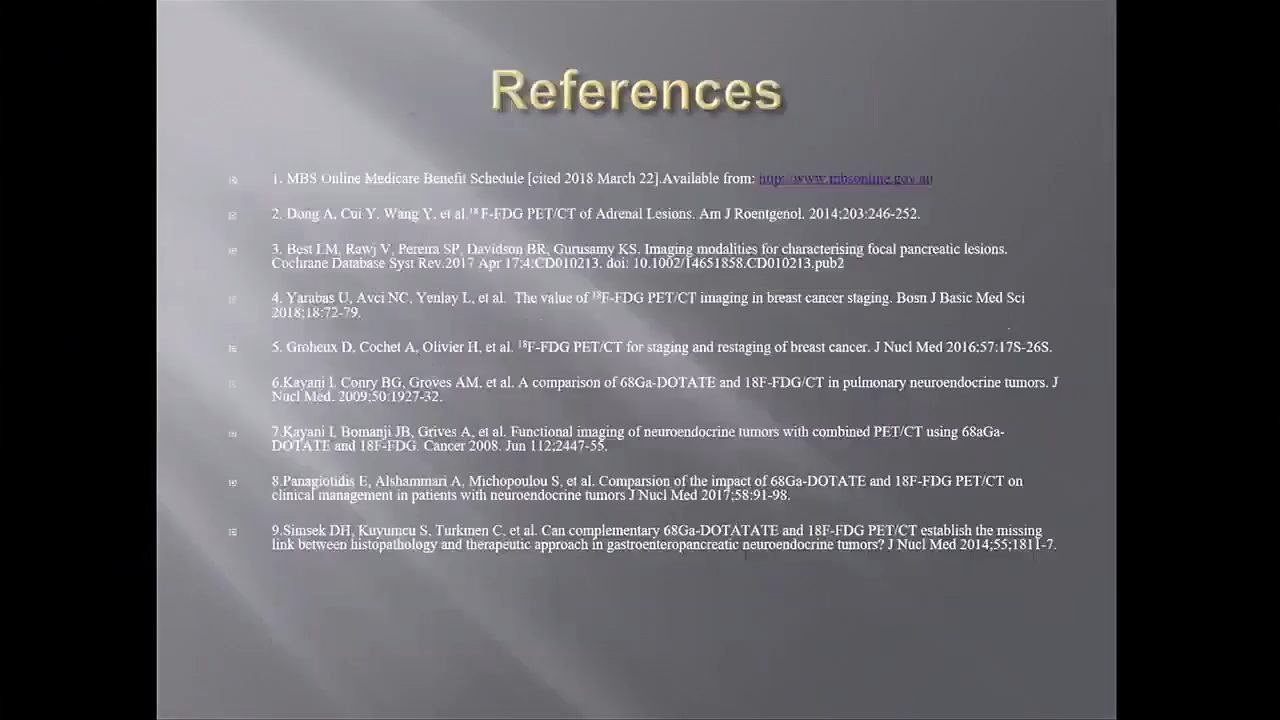 References
1. MBS Online Medicare Benefit Schedule [cited 2018 March 22].Available from: http://www.mbsonline.gov.au
2. Dong A, Cui Y, Wang Y, et al.18 F-FDG PET/CT of Adrenal Lesions. Am J Roentgenol. 2014;203:246-252.
3. Best LM, Rawj V, Pereira SP, Davidson BR, Gurusamy KS. Imaging modalities for characterising focal pancreatic lesions.
Cochrane Database Syst Rev.2017 Apr 17;4:CD010213. doi: 10.1002/14651858.CD010213.pub2
4. Yarabas U, Avci NC, Yenlay L, et al. The value of 18F-FDG PET/CT imaging in breast cancer staging. Bosn J Basic Med Sci
2018;18:72-79.
5. Groheux D, Cochet A, Olivier H, et al. 18F-FDG PET/CT for staging and restaging of breast cancer. J Nucl Med 2016;57:17S-26S.
6.Kayani I, Conry BG, Groves AM, et al. A comparison of 68Ga-DOTATE and 18F-FDG/CT in pulmonary neuroendocrine tumors. J
Nucl Med. 2009;50:1927-32.
7.Kayani I, Bomanji JB, Grives A, et al. Functional imaging of neuroendocrine tumors with combined PET/CT using 68aGa-
DOTATE and 18F-FDG. Cancer 2008. Jun 112;2447-55.
8.Panagiotidis E, Alshammari A, Michopoulou S, et al. Comparsion of the impact of 68Ga-DOTATE and 18F-FDG PET/CT on
clinical management in patients with neuroendocrine tumors J Nucl Med 2017;58:91-98.
9.Simsek DH, Kuyumcu S, Turkmen C, et al. Can complementary 68Ga-DOTATATE and 18F-FDG PET/CT establish the missing
link between histopathology and therapeutic approach in gastroenteropancreatic neuroendocrine tumors? J Nucl Med 2014;55;1811-7.